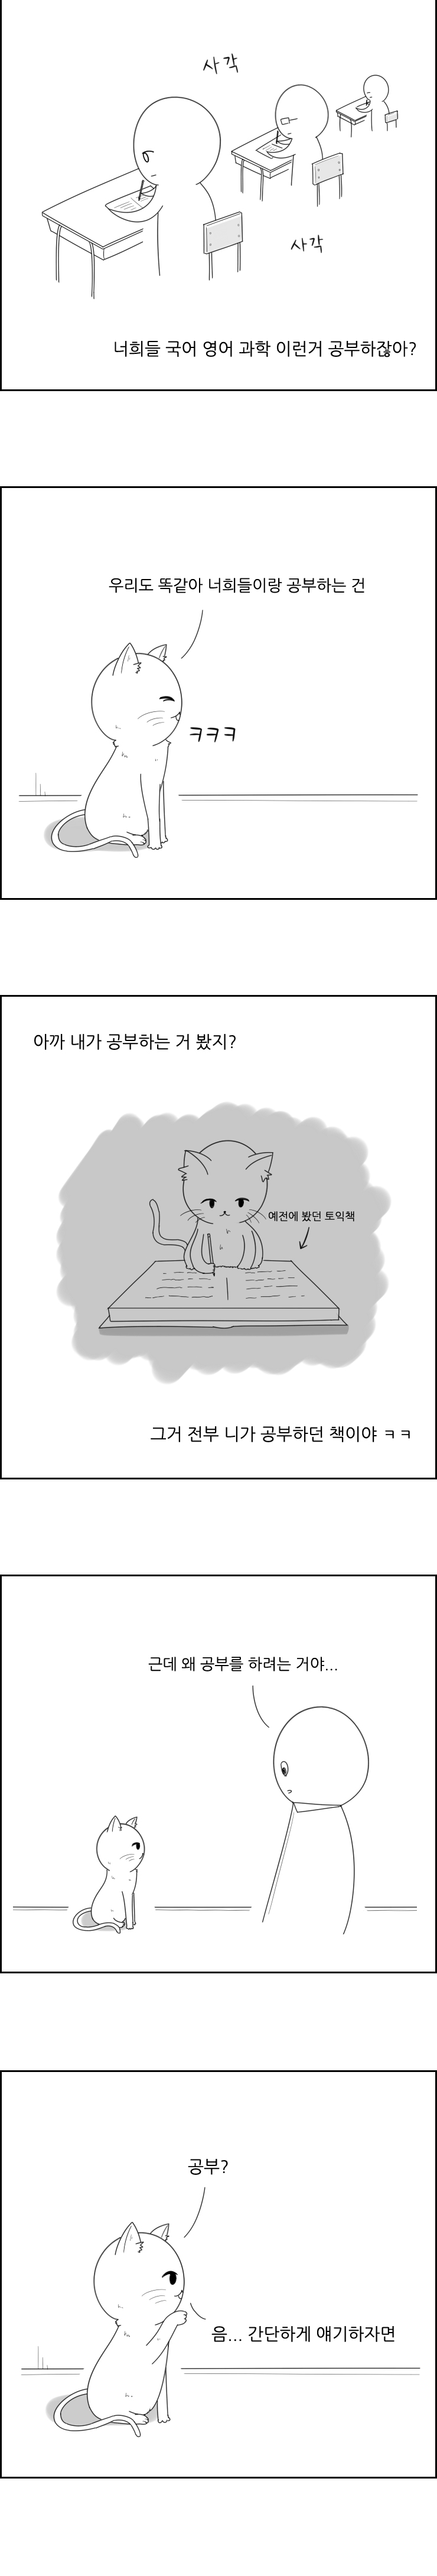 사각
사각
너희들 국어 영어 과학 이런거 공부하잖아?
우리도 똑같아 너희들이랑 공부하는 건
ㅋㅋㅋ
아까 내가 공부하는 거 봤지?
예전에 봤던 토익책
그거 전부 니가 공부하던 책이야 ㅋㅋ
근데 왜 공부를 하려는 거야...
공부?
음... 간단하게 얘기하자면